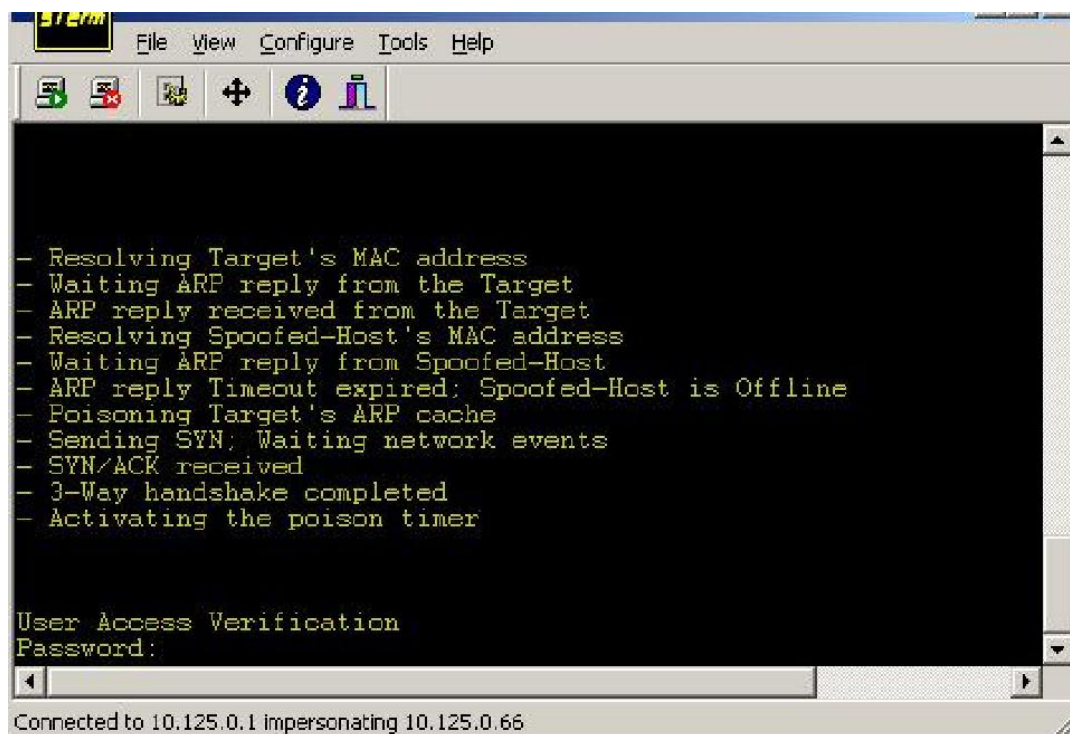 sTerm
File View Configure Tools Help
- Resolving Target's MAC address
- Waiting ARP reply from the Target
- ARP reply received from the Target
- Resolving Spoofed-Host's MAC address
- Waiting ARP reply from Spoofed-Host
- ARP reply Timeout expired; Spoofed-Host is Offline
- Poisoning Target's ARP cache
- Sending SYN; Waiting network events
- SYN/ACK received
- 3-Way handshake completed
- Activating the poison timer
User Access Verification
Password:
Connected to 10.125.0.1 impersonating 10.125.0.66